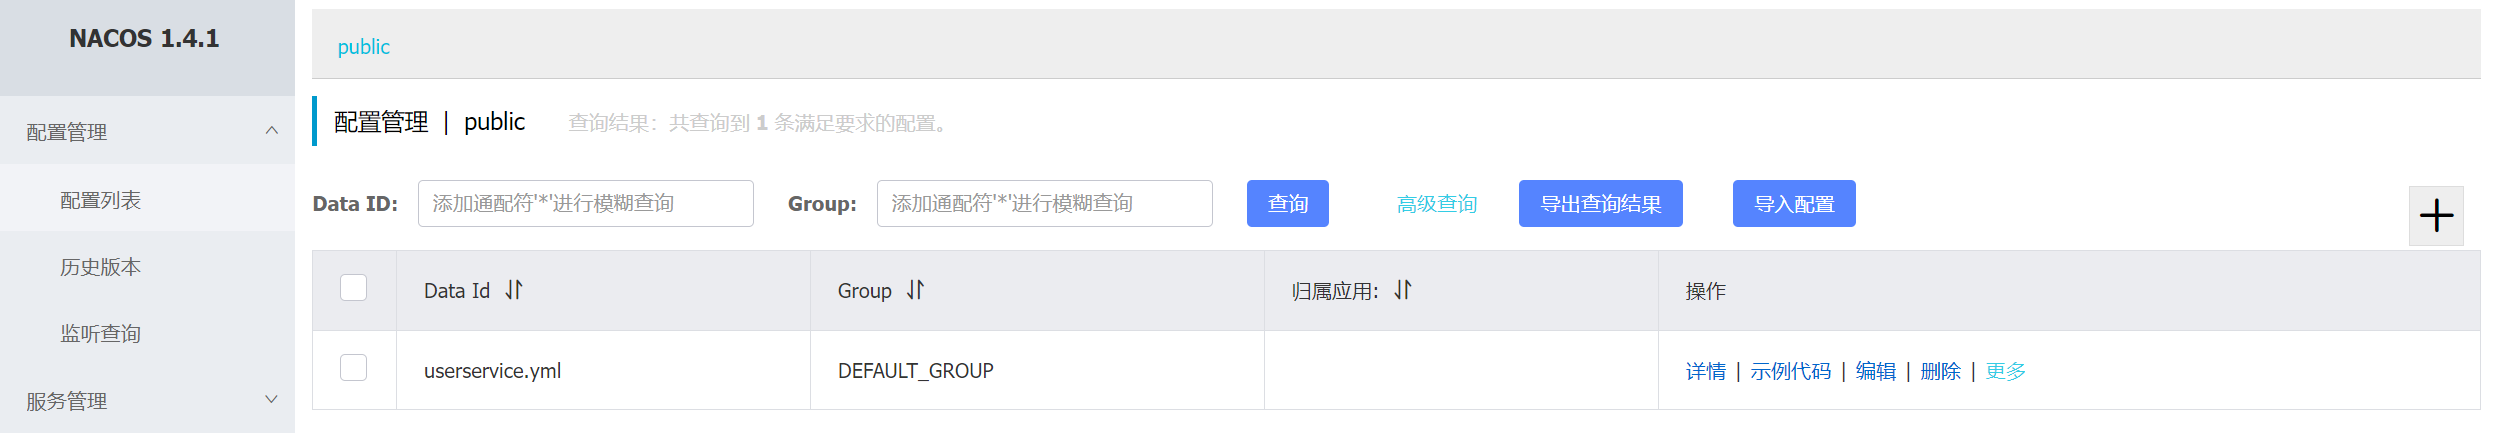 NACOS 1.4.1
配置管理
配置列表
历史版本
监听查询
服务管理
public
配置管理 | public 查询结果：共查询到 1 条满足要求的配置。
Data ID: 添加通配符'*'进行模糊查询 Group: 添加通配符'*'进行模糊查询 查询 高级查询 导出查询结果 导入配置
Data Id Group 归属应用: 操作
userservice.yml DEFAULT_GROUP 详情 | 示例代码 | 编辑 | 删除 | 更多